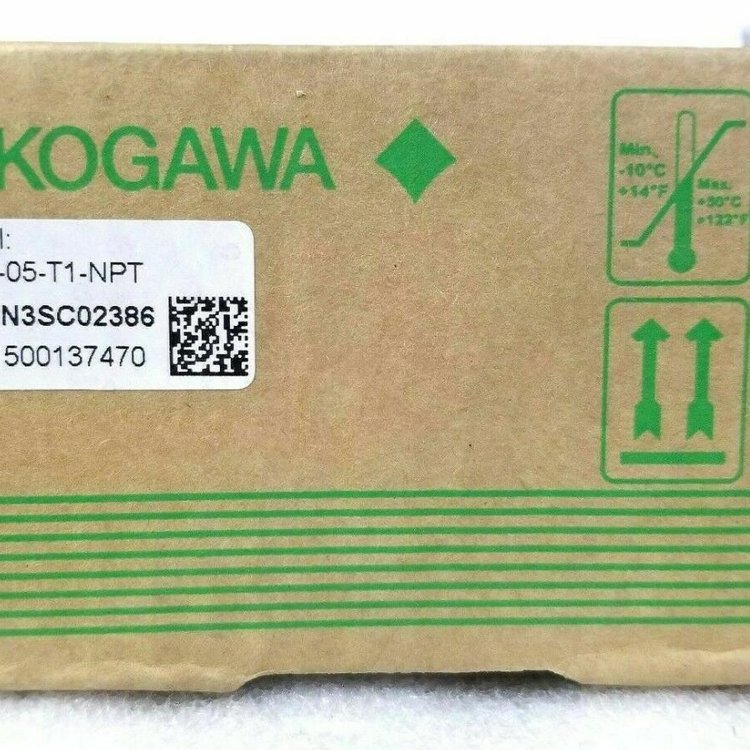 KOGAWA
l:
-05-T1-NPT
N3SC02386
500137470
Min.
-10°C
+14°F
Max.
+50°C
+122°F